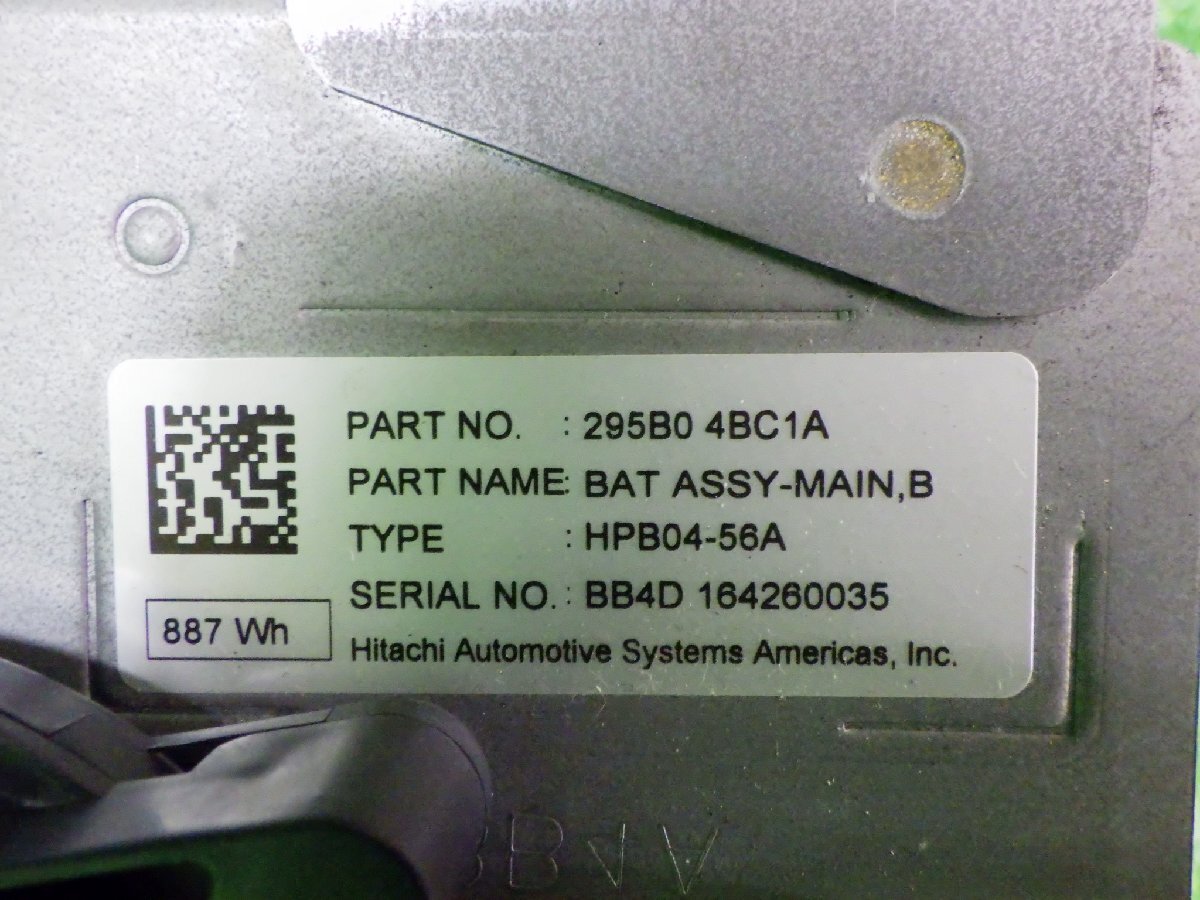 PART NO. : 295B0 4BC1A
PART NAME: BAT ASSY-MAIN,B
TYPE : HPB04-56A
SERIAL NO. : BB4D 164260035
887 Wh
Hitachi Automotive Systems Americas, Inc.